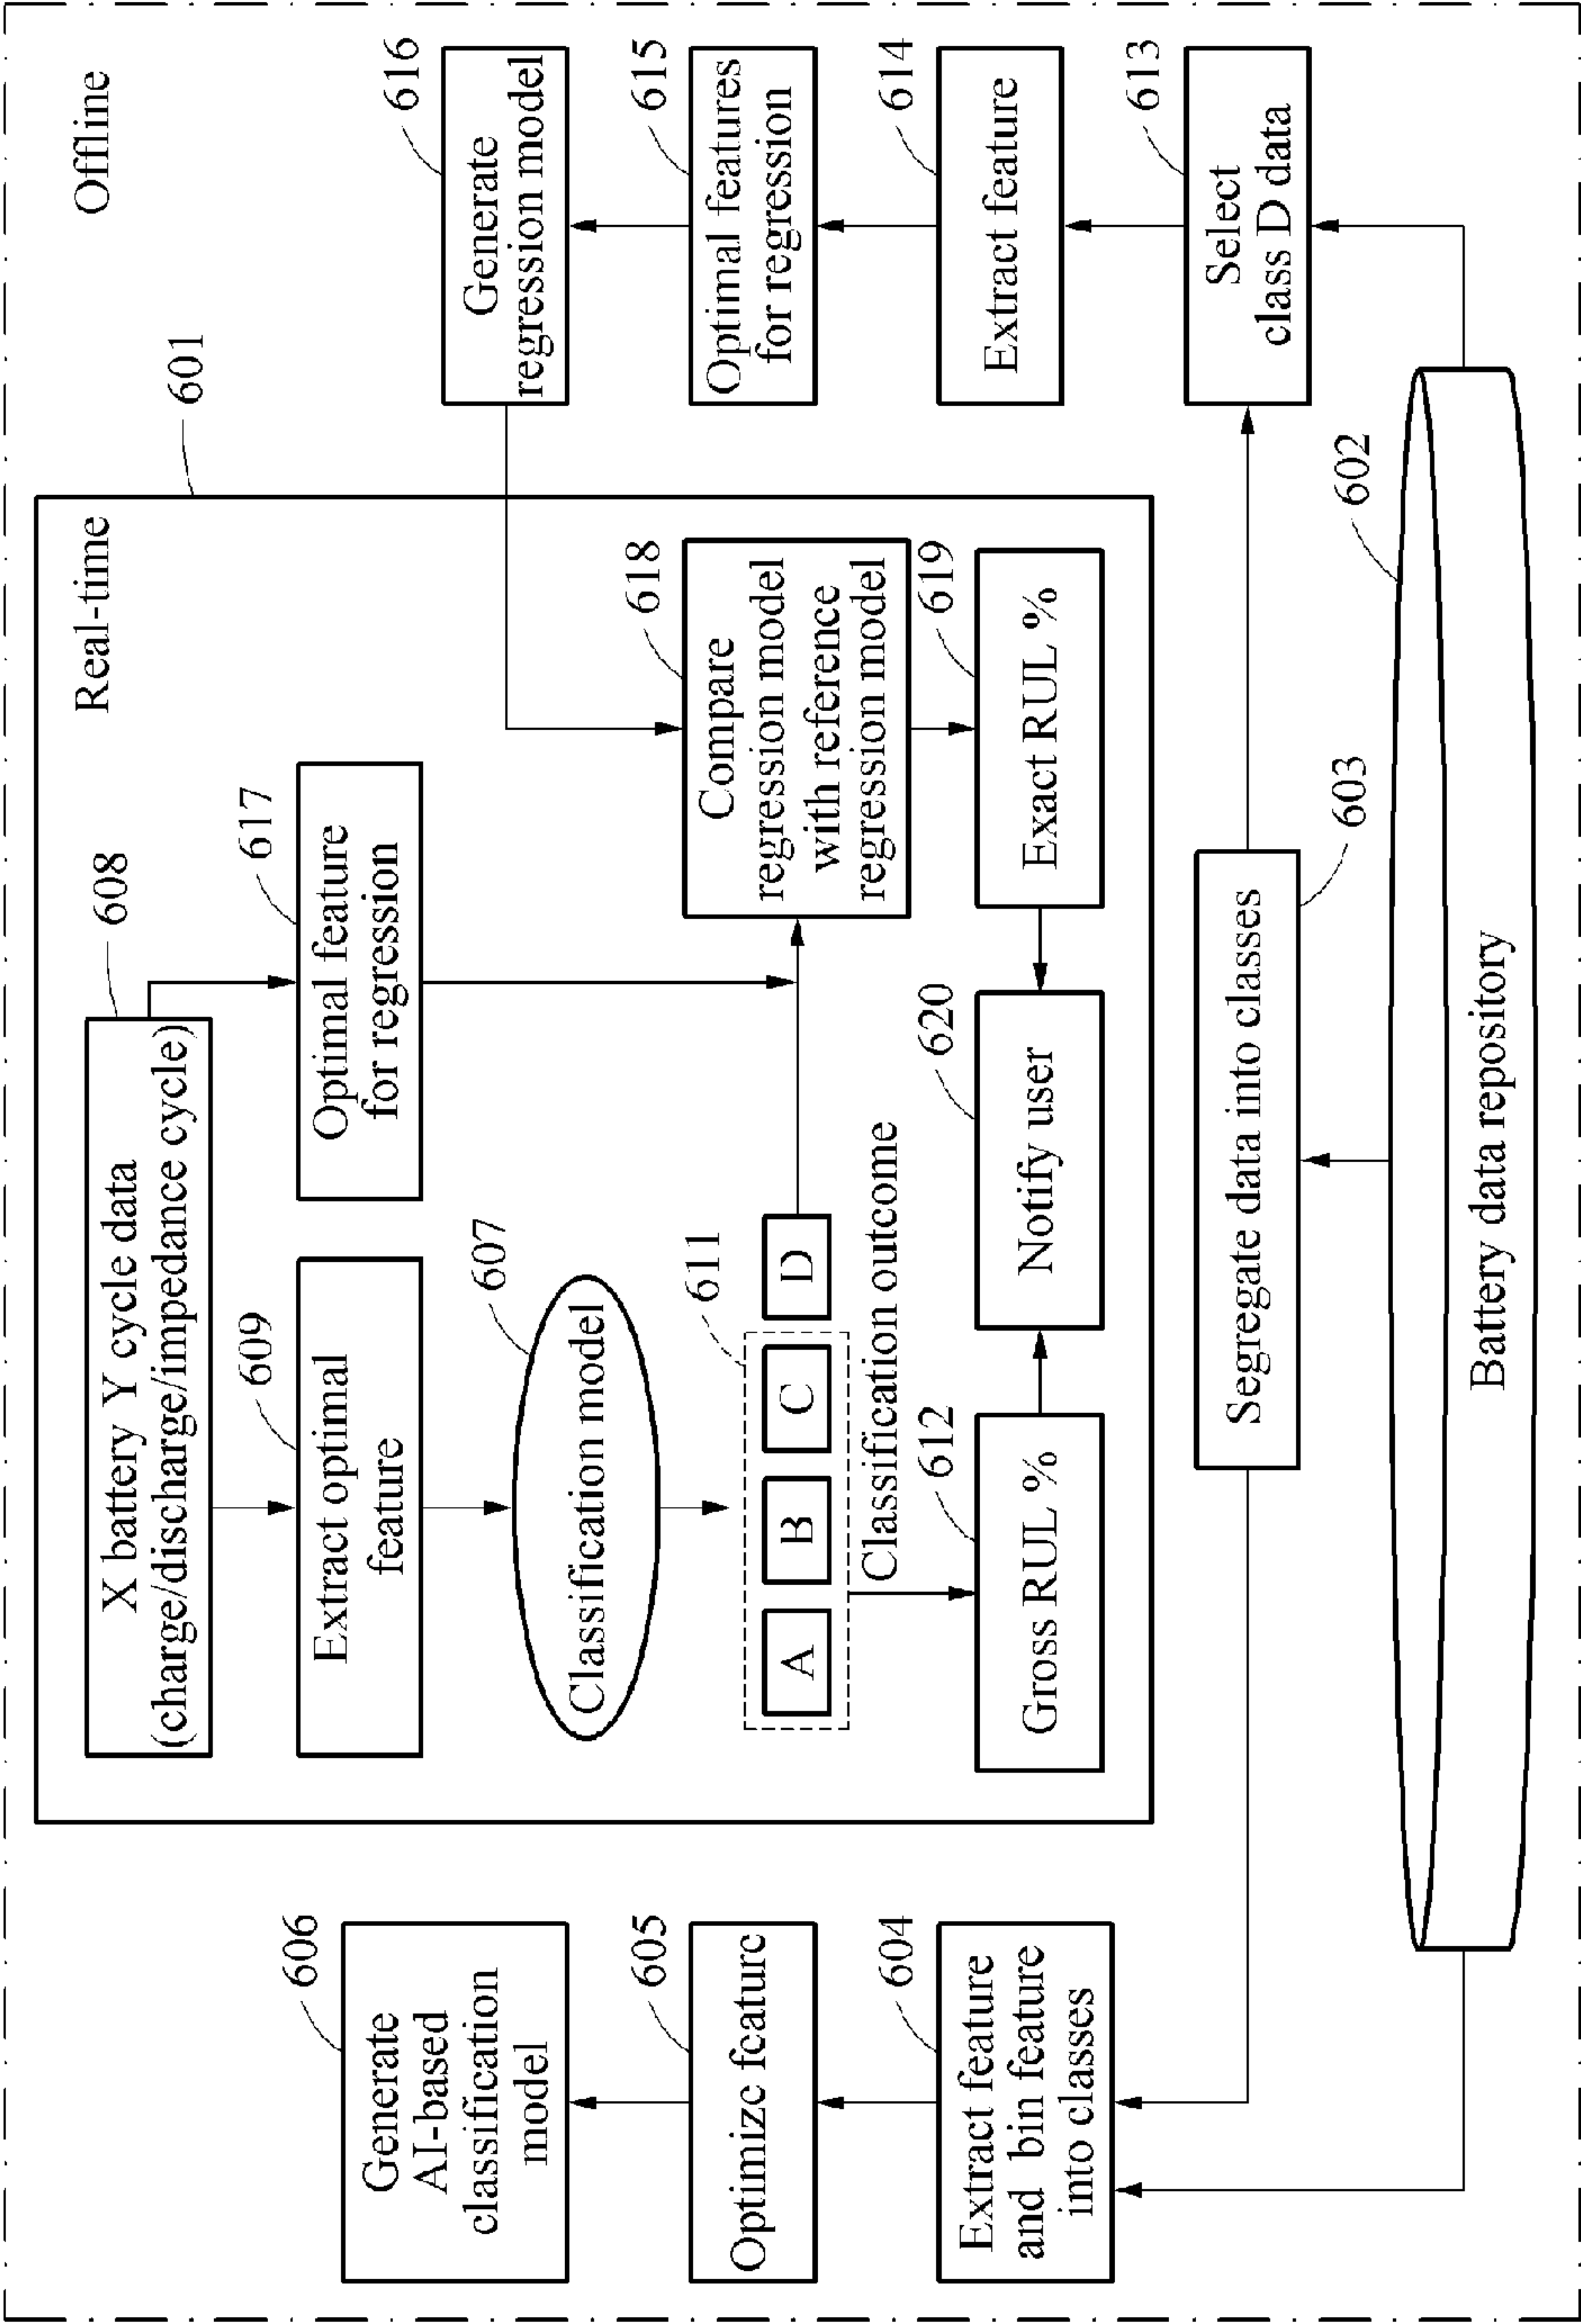 Offline
Real-time
601
X battery Y cycle data
(charge/discharge/impedance cycle)
608
Extract optimal
feature
609
Optimal feature
for regression
617
Classification model
607
A
B
C
D
611
Classification outcome
Compare
regression model
with reference
regression model
618
Gross RUL %
612
Notify user
620
Exact RUL %
619
Generate
AI-based
classification
model
606
Optimize feature
605
Extract feature
and bin feature
into classes
604
Generate
regression model
616
Optimal features
for regression
615
Extract feature
614
Select
class D data
613
Segregate data into classes
603
Battery data repository
602